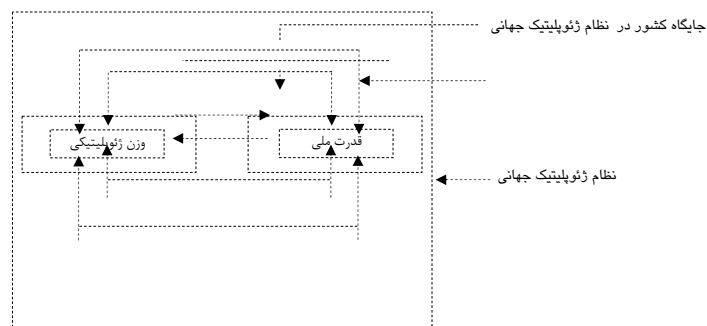 جایگاه کشور در نظام ژئوپلیتیک جهانی
قدرت ملی
وزن ژئوپلیتیکی
نظام ژئوپلیتیک جهانی